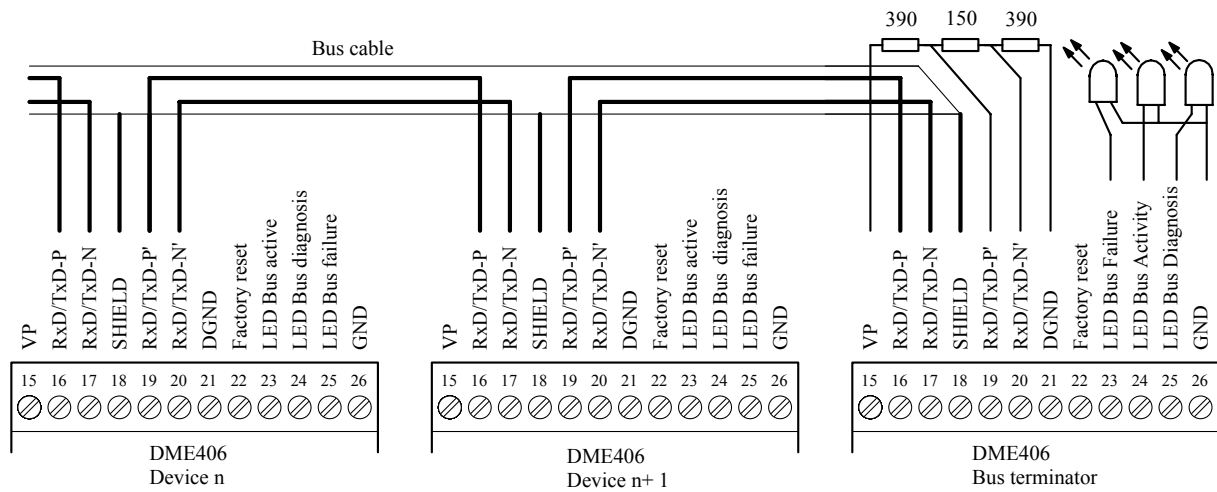 390 150 390
Bus cable
VP
RxD/TxD-P
RxD/TxD-N
SHIELD
RxD/TxD-P'
RxD/TxD-N'
DGND
Factory reset
LED Bus active
LED Bus diagnosis
LED Bus failure
GND
VP
RxD/TxD-P
RxD/TxD-N
SHIELD
RxD/TxD-P'
RxD/TxD-N'
DGND
Factory reset
LED Bus active
LED Bus diagnosis
LED Bus failure
GND
VP
RxD/TxD-P
RxD/TxD-N
SHIELD
RxD/TxD-P'
RxD/TxD-N'
DGND
Factory reset
LED Bus Failure
LED Bus Activity
LED Bus Diagnosis
GND
15 16 17 18 19 20 21 22 23 24 25 26
15 16 17 18 19 20 21 22 23 24 25 26
15 16 17 18 19 20 21 22 23 24 25 26
DME406
Device n
DME406
Device n+ 1
DME406
Bus terminator